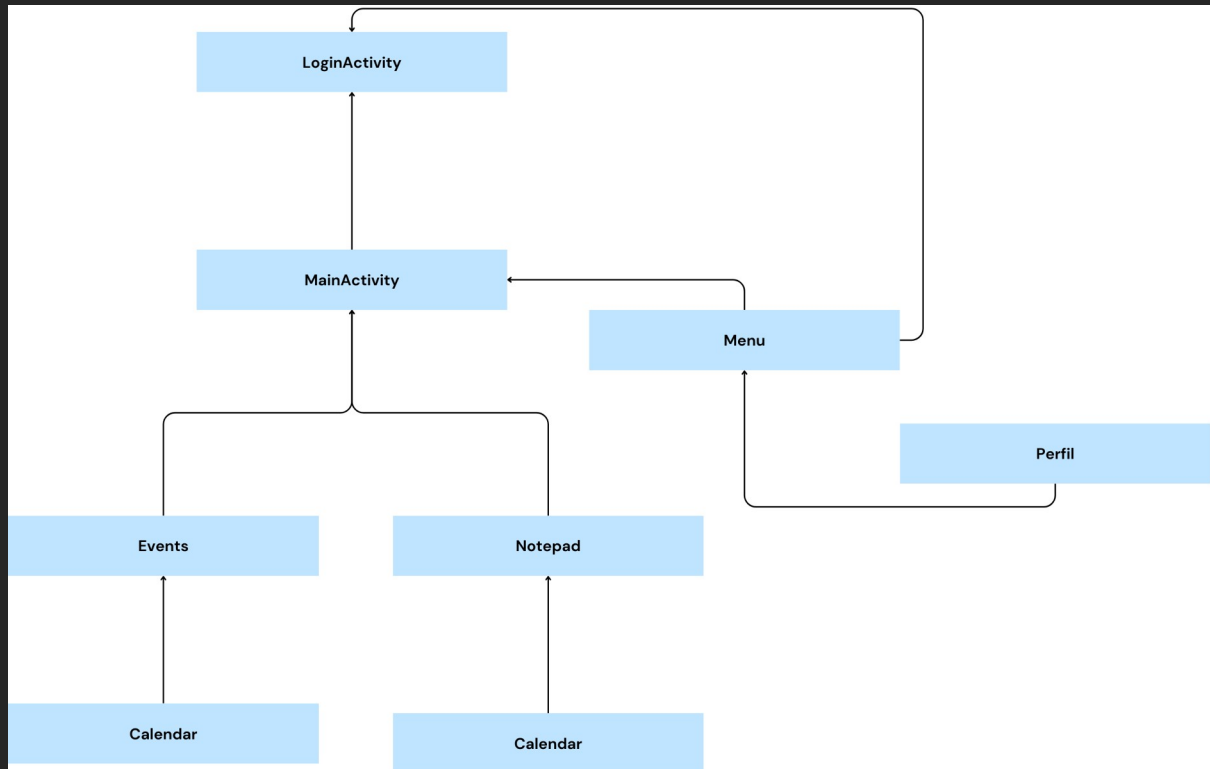 LoginActivity
MainActivity
Menu
Perfil
Events
Notepad
Calendar
Calendar